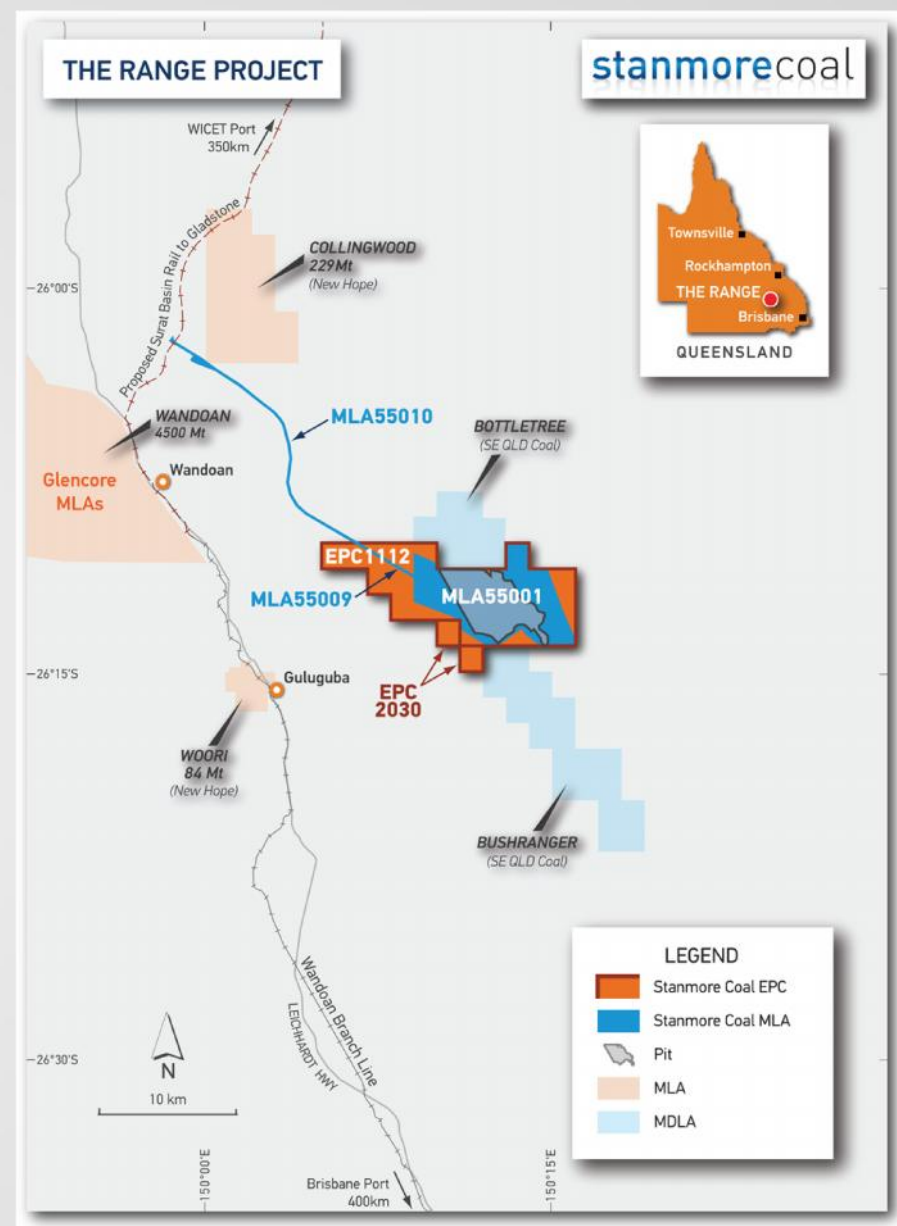 THE RANGE PROJECT
stanmorecoal
WICET Port
350km
Proposed Surat Basin Rail to Gladstone
COLLINGWOOD
229Mt
(New Hope)
Townsville
Rockhampton
THE RANGE
Brisbane
QUEENSLAND
26°00'S
WANDOAN
4500 Mt
MLA55010
BOTTLETREE
(SE QLD Coal)
Glencore
MLAs
Wandoan
EPC1112
MLA55009
MLA55001
26°15'S
Guluguba
EPC
2030
WOORI
84 Mt
(New Hope)
BUSHRANGER
(SE QLD Coal)
Wandoan Branch Line
LEICHHARDT HWY
26°30'S
N
10 km
150°00'E
150°15'E
Brisbane Port
400km
LEGEND
Stanmore Coal EPC
Stanmore Coal MLA
Pit
MLA
MDLA